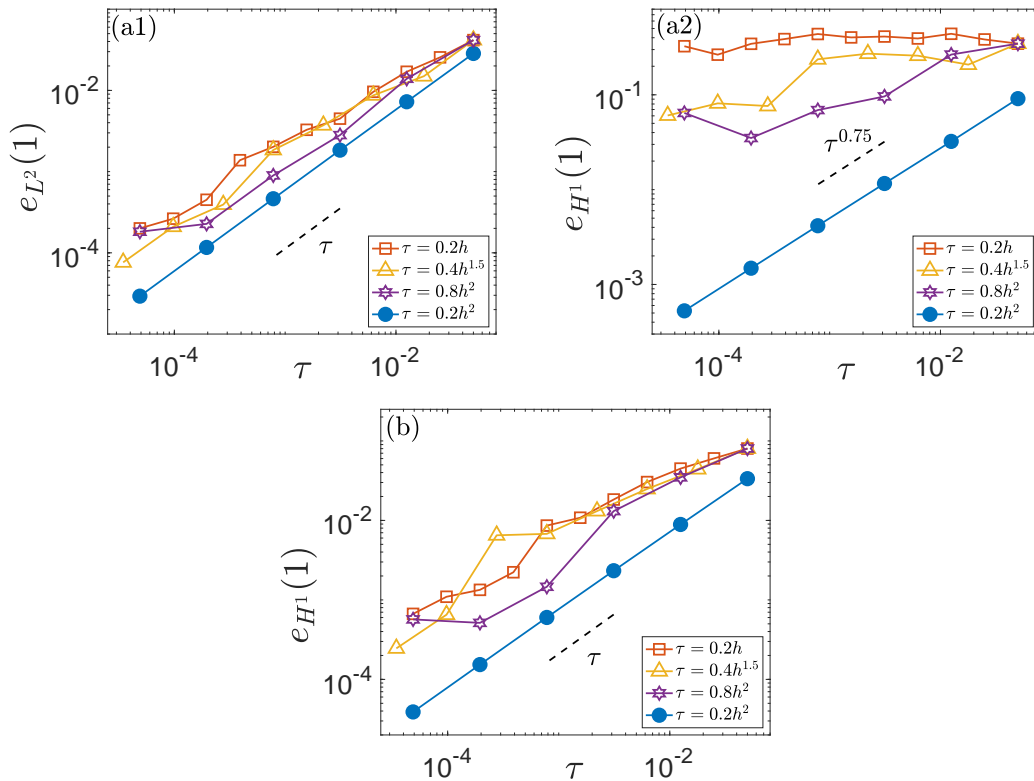 (a1)
e_{L^2}(1)
10^{-2}
10^{-4}
τ
τ = 0.2h
τ = 0.4h^{1.5}
τ = 0.8h^2
τ = 0.2h^2
10^{-4}
10^{-2}
τ
(a2)
e_{H^1}(1)
10^{-1}
10^{-3}
τ^{0.75}
τ = 0.2h
τ = 0.4h^{1.5}
τ = 0.8h^2
τ = 0.2h^2
10^{-4}
10^{-2}
τ
(b)
e_{H^1}(1)
10^{-2}
10^{-4}
τ
τ = 0.2h
τ = 0.4h^{1.5}
τ = 0.8h^2
τ = 0.2h^2
10^{-4}
10^{-2}
τ